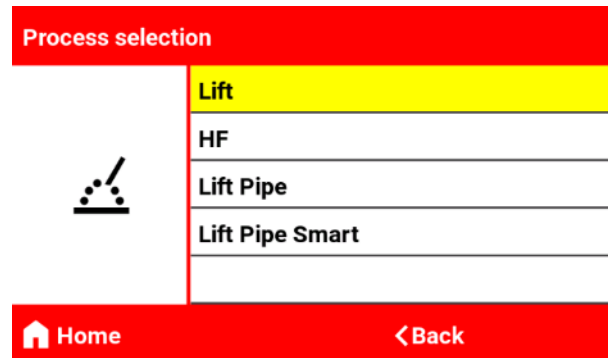 Process selection
Lift
HF
Lift Pipe
Lift Pipe Smart
Home
Back